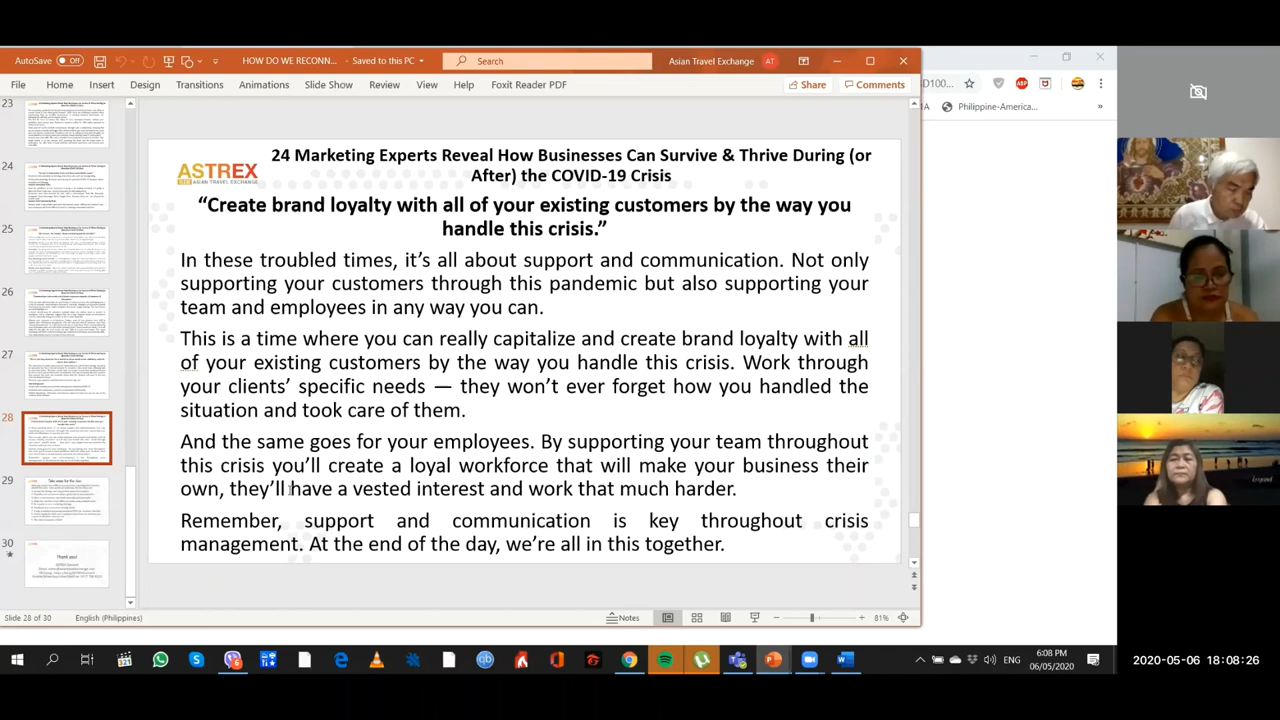 AutoSave Off HOW DO WE RECONN... - Saved to this PC Search Asian Travel Exchange AT
File Home Insert Design Transitions Animations Slide Show Review View Help Foxit Reader PDF Share Comments
D100...
A Philippine-America... »
23
24
25
26
27
28
29
30
Thank you!
ASTREX
ASIAN TRAVEL EXCHANGE
24 Marketing Experts Reveal How Businesses Can Survive & Thrive During (or
After) the COVID-19 Crisis
“Create brand loyalty with all of your existing customers by the way you
handle this crisis.”
In these troubled times, it’s all about support and communication. Not only
supporting your customers through this pandemic but also supporting your
team and employees in any way you can.
This is a time where you can really capitalize and create brand loyalty with all
of your existing customers by the way you handle this crisis. Work through
your clients’ specific needs — they won’t ever forget how you handled the
situation and took care of them.
And the same goes for your employees. By supporting your team throughout
this crisis you’ll create a loyal workforce that will make your business their
own, they’ll have a vested interest and work that much harder.
Remember, support and communication is key throughout crisis
management. At the end of the day, we’re all in this together.
Slide 28 of 30 English (Philippines) Notes 81%
ENG 6:08 PM
06/05/2020
2020-05-06 18:08:26